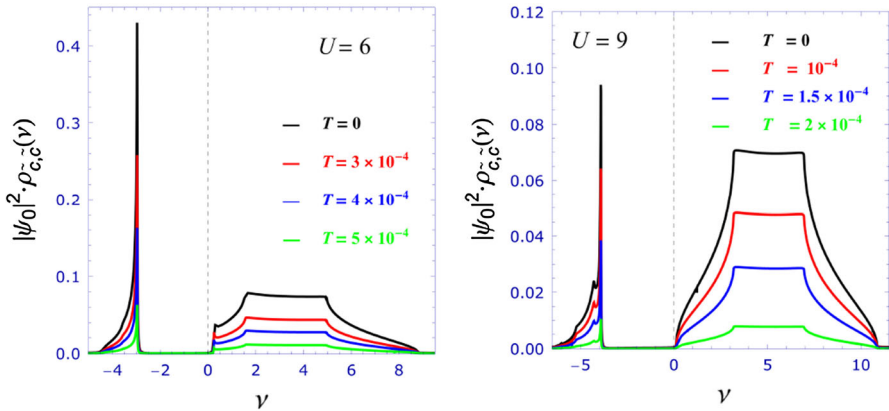 U = 6
T = 0
T = 3 × 10⁻⁴
T = 4 × 10⁻⁴
T = 5 × 10⁻⁴
|ψ₀|²·ρ_c̃,c̃(ν)
0.4
0.3
0.2
0.1
0.0
−4 −2 0 2 4 6 8
ν
U = 9
T = 0
T = 10⁻⁴
T = 1.5 × 10⁻⁴
T = 2 × 10⁻⁴
|ψ₀|²·ρ_c̃,c̃(ν)
0.12
0.10
0.08
0.06
0.04
0.02
0.00
−5 0 5 10
ν